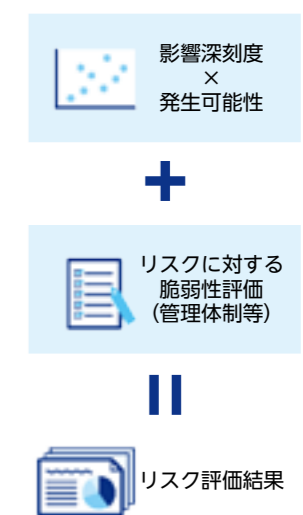 影響深刻度
×
発生可能性
+
リスクに対する
脆弱性評価
（管理体制等）
リスク評価結果